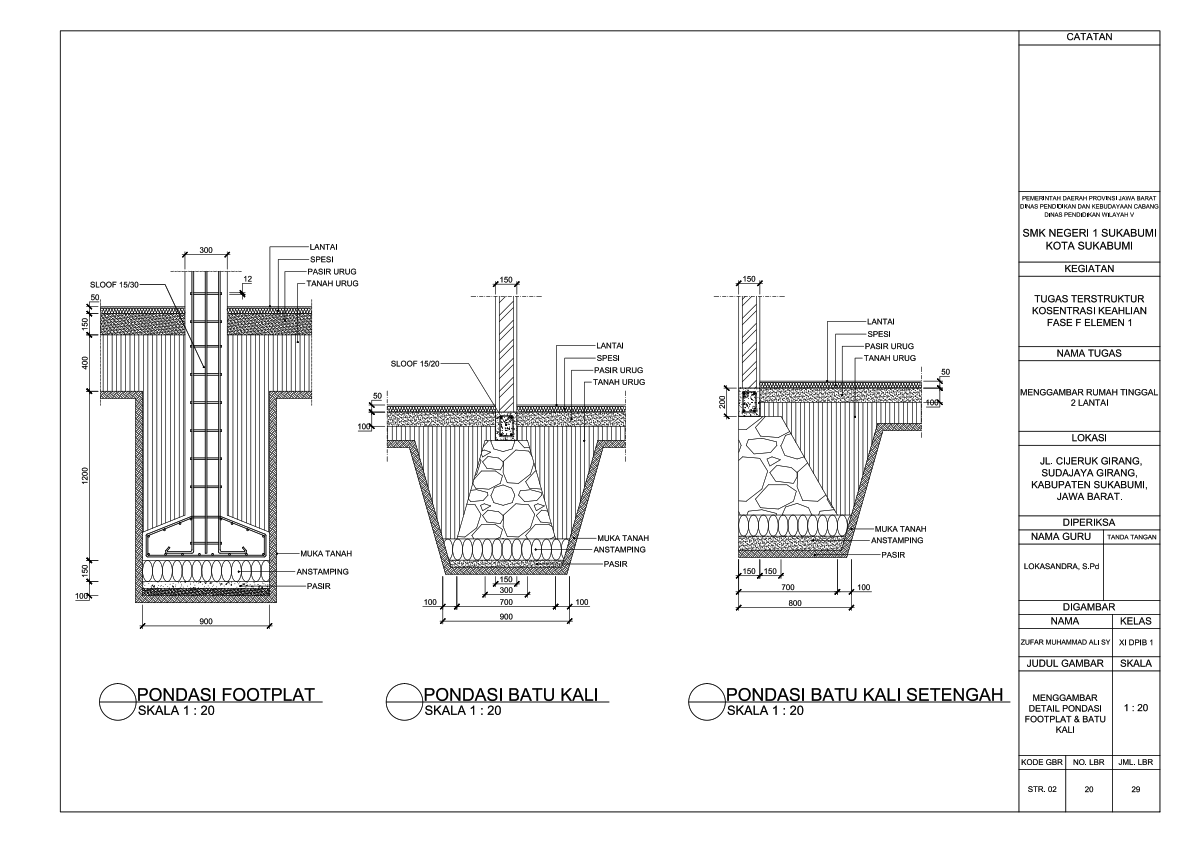 300
LANTAI
SPESI
PASIR URUG
TANAH URUG
12
SLOOF 15/30
50
150
400
1200
150
100
MUKA TANAH
ANSTAMPING
PASIR
900
PONDASI FOOTPLAT
SKALA 1 : 20
150
LANTAI
SPESI
PASIR URUG
TANAH URUG
SLOOF 15/20
50
100
MUKA TANAH
ANSTAMPING
PASIR
150
300
100
700
100
900
PONDASI BATU KALI
SKALA 1 : 20
150
LANTAI
SPESI
PASIR URUG
TANAH URUG
50
100
200
MUKA TANAH
ANSTAMPING
PASIR
150
150
700
100
800
PONDASI BATU KALI SETENGAH
SKALA 1 : 20
CATATAN
PEMERINTAH DAERAH PROVINSI JAWA BARAT
DINAS PENDIDIKAN DAN KEBUDAYAAN CABANG
DINAS PENDIDIKAN WILAYAH V
SMK NEGERI 1 SUKABUMI
KOTA SUKABUMI
KEGIATAN
TUGAS TERSTRUKTUR
KOSENTRASI KEAHLIAN
FASE F ELEMEN 1
NAMA TUGAS
MENGGAMBAR RUMAH TINGGAL
2 LANTAI
LOKASI
JL. CIJERUK GIRANG,
SUDAJAYA GIRANG,
KABUPATEN SUKABUMI,
JAWA BARAT.
DIPERIKSA
NAMA GURU
TANDA TANGAN
LOKASANDRA, S.Pd
DIGAMBAR
NAMA
KELAS
ZUFAR MUHAMMAD ALI SY
XI DPIB 1
JUDUL GAMBAR
SKALA
MENGGAMBAR
DETAIL PONDASI
FOOTPLAT & BATU
KALI
1 : 20
KODE GBR
NO. LBR
JML. LBR
STR. 02
20
29